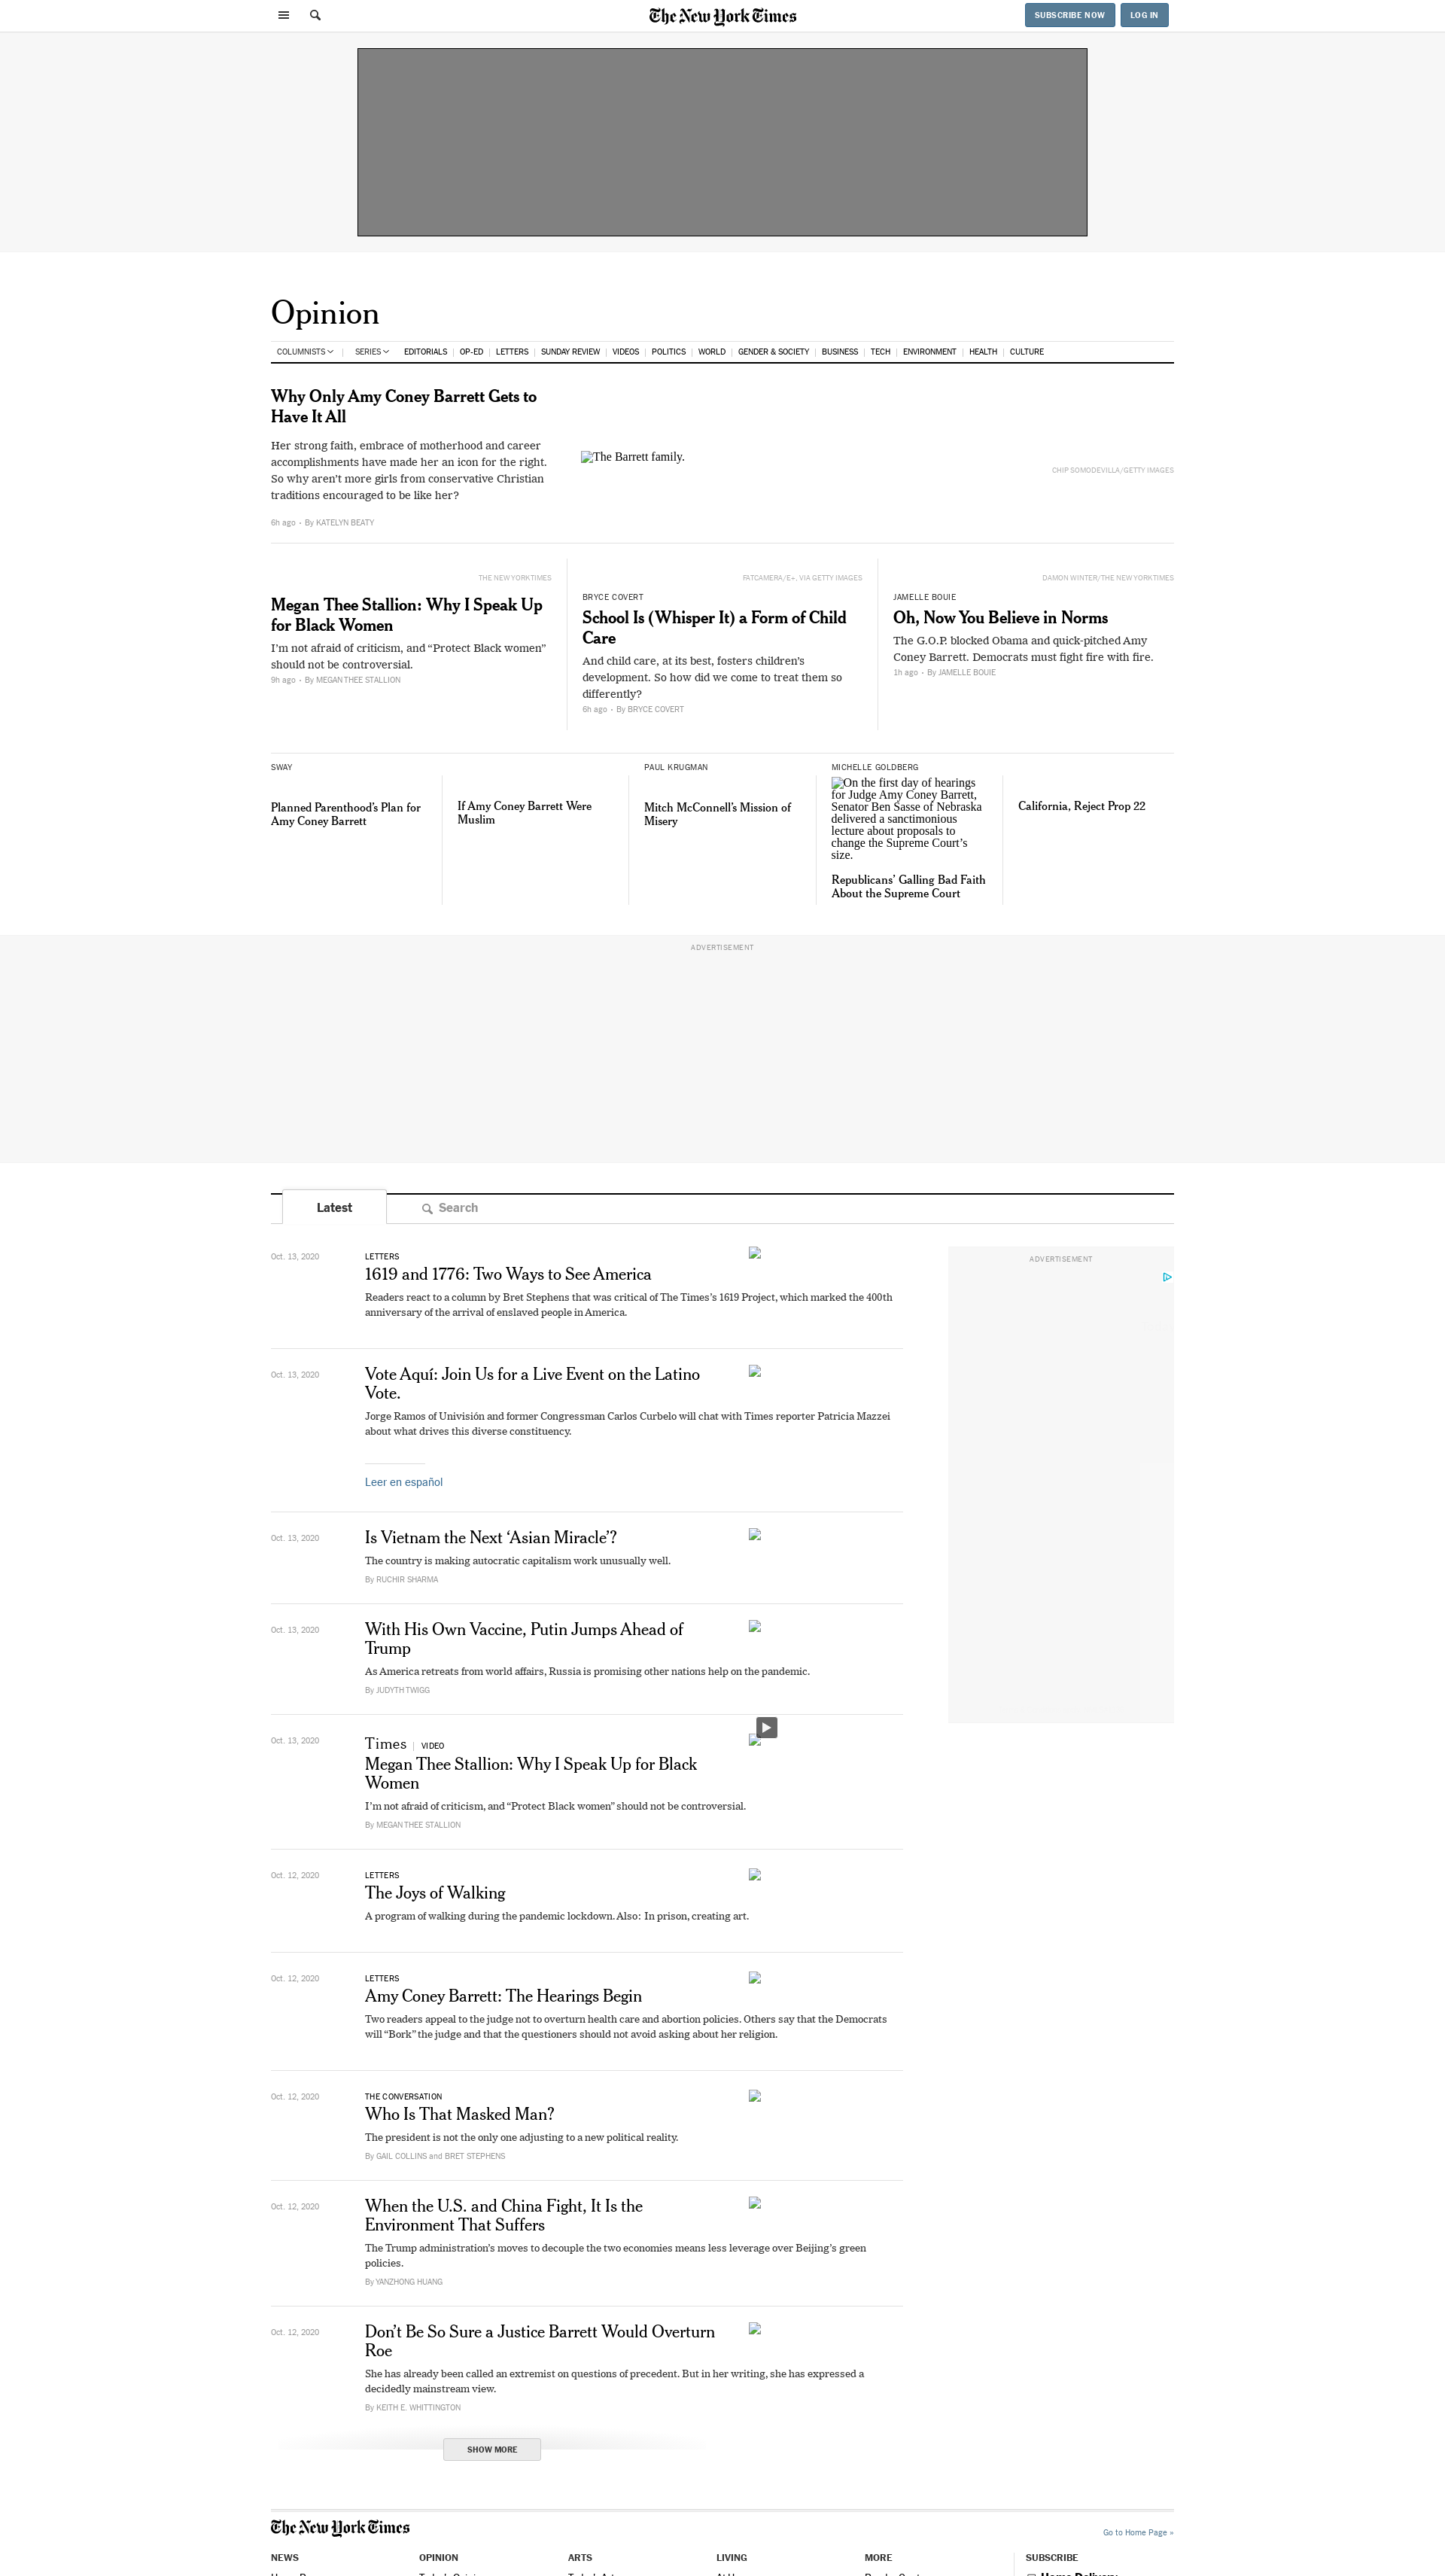 The New York Times
SUBSCRIBE NOW
LOG IN
Opinion
COLUMNISTS
SERIES
EDITORIALS
OP-ED
LETTERS
SUNDAY REVIEW
VIDEOS
POLITICS
WORLD
GENDER & SOCIETY
BUSINESS
TECH
ENVIRONMENT
HEALTH
CULTURE
Why Only Amy Coney Barrett Gets to
Have It All
Her strong faith, embrace of motherhood and career
accomplishments have made her an icon for the right.
So why aren't more girls from conservative Christian
traditions encouraged to be like her?
6h ago • By KATELYN BEATY
The Barrett family.
CHIP SOMODEVILLA/GETTY IMAGES
THE NEW YORK TIMES
Megan Thee Stallion: Why I Speak Up
for Black Women
I'm not afraid of criticism, and “Protect Black women”
should not be controversial.
9h ago • By MEGAN THEE STALLION
FATCAMERA/E+, VIA GETTY IMAGES
BRYCE COVERT
School Is (Whisper It) a Form of Child
Care
And child care, at its best, fosters children's
development. So how did we come to treat them so
differently?
6h ago • By BRYCE COVERT
DAMON WINTER/THE NEW YORK TIMES
JAMELLE BOUIE
Oh, Now You Believe in Norms
The G.O.P. blocked Obama and quick-pitched Amy
Coney Barrett. Democrats must fight fire with fire.
1h ago • By JAMELLE BOUIE
SWAY
Planned Parenthood’s Plan for
Amy Coney Barrett
If Amy Coney Barrett Were
Muslim
PAUL KRUGMAN
Mitch McConnell’s Mission of
Misery
MICHELLE GOLDBERG
On the first day of hearings
for Judge Amy Coney Barrett,
Senator Ben Sasse of Nebraska
delivered a sanctimonious
lecture about proposals to
change the Supreme Court’s
size.
Republicans’ Galling Bad Faith
About the Supreme Court
California, Reject Prop 22
ADVERTISEMENT
Latest
Search
ADVERTISEMENT
Oct. 13, 2020
LETTERS
1619 and 1776: Two Ways to See America
Readers react to a column by Bret Stephens that was critical of The Times’s 1619 Project, which marked the 400th
anniversary of the arrival of enslaved people in America.
Oct. 13, 2020
Vote Aquí: Join Us for a Live Event on the Latino
Vote.
Jorge Ramos of Univisión and former Congressman Carlos Curbelo will chat with Times reporter Patricia Mazzei
about what drives this diverse constituency.
Leer en español
Oct. 13, 2020
Is Vietnam the Next ‘Asian Miracle’?
The country is making autocratic capitalism work unusually well.
By RUCHIR SHARMA
Oct. 13, 2020
With His Own Vaccine, Putin Jumps Ahead of
Trump
As America retreats from world affairs, Russia is promising other nations help on the pandemic.
By JUDYTH TWIGG
Oct. 13, 2020
Times
VIDEO
Megan Thee Stallion: Why I Speak Up for Black
Women
I’m not afraid of criticism, and “Protect Black women” should not be controversial.
By MEGAN THEE STALLION
Oct. 12, 2020
LETTERS
The Joys of Walking
A program of walking during the pandemic lockdown. Also: In prison, creating art.
Oct. 12, 2020
LETTERS
Amy Coney Barrett: The Hearings Begin
Two readers appeal to the judge not to overturn health care and abortion policies. Others say that the Democrats
will “Bork” the judge and that the questioners should not avoid asking about her religion.
Oct. 12, 2020
THE CONVERSATION
Who Is That Masked Man?
The president is not the only one adjusting to a new political reality.
By GAIL COLLINS and BRET STEPHENS
Oct. 12, 2020
When the U.S. and China Fight, It Is the
Environment That Suffers
The Trump administration’s moves to decouple the two economies means less leverage over Beijing’s green
policies.
By YANZHONG HUANG
Oct. 12, 2020
Don’t Be So Sure a Justice Barrett Would Overturn
Roe
She has already been called an extremist on questions of precedent. But in her writing, she has expressed a
decidedly mainstream view.
By KEITH E. WHITTINGTON
SHOW MORE
The New York Times
Go to Home Page »
NEWS
OPINION
ARTS
LIVING
MORE
SUBSCRIBE